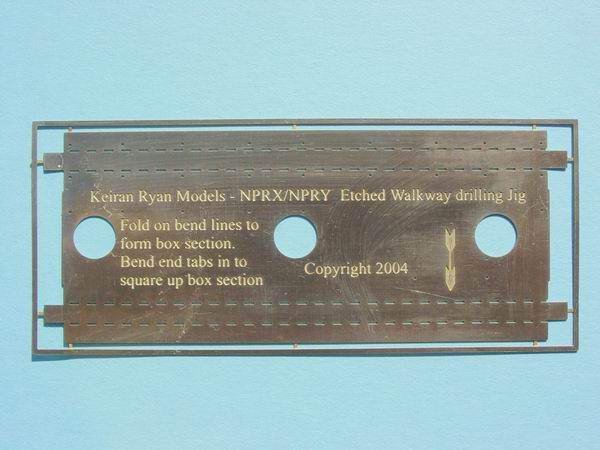 Keiran Ryan Models - NPRX/NPRY Etched Walkway drilling Jig
Fold on bend lines to
form box section.
Bend end tabs in to
square up box section
Copyright 2004